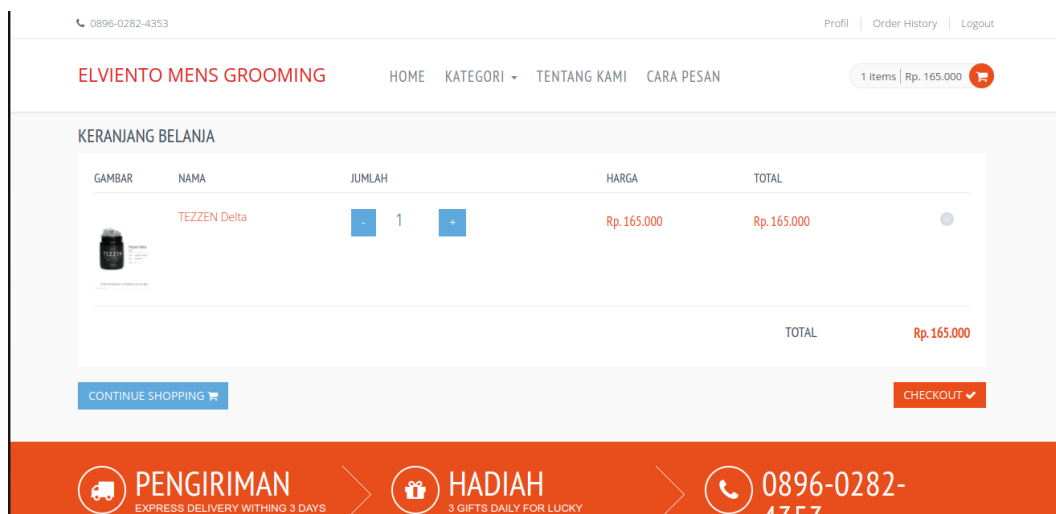 0896-0282-4353
Profil
Order History
Logout
ELVIENTO MENS GROOMING
HOME
KATEGORI
TENTANG KAMI
CARA PESAN
1 items
Rp. 165.000
KERANJANG BELANJA
GAMBAR
NAMA
JUMLAH
HARGA
TOTAL
TEZZEN Delta
-
1
+
Rp. 165.000
Rp. 165.000
TEZZEN
TOTAL
Rp. 165.000
CONTINUE SHOPPING
CHECKOUT
PENGIRIMAN
EXPRESS DELIVERY WITHING 3 DAYS
HADIAH
3 GIFTS DAILY FOR LUCKY
0896-0282-
4353